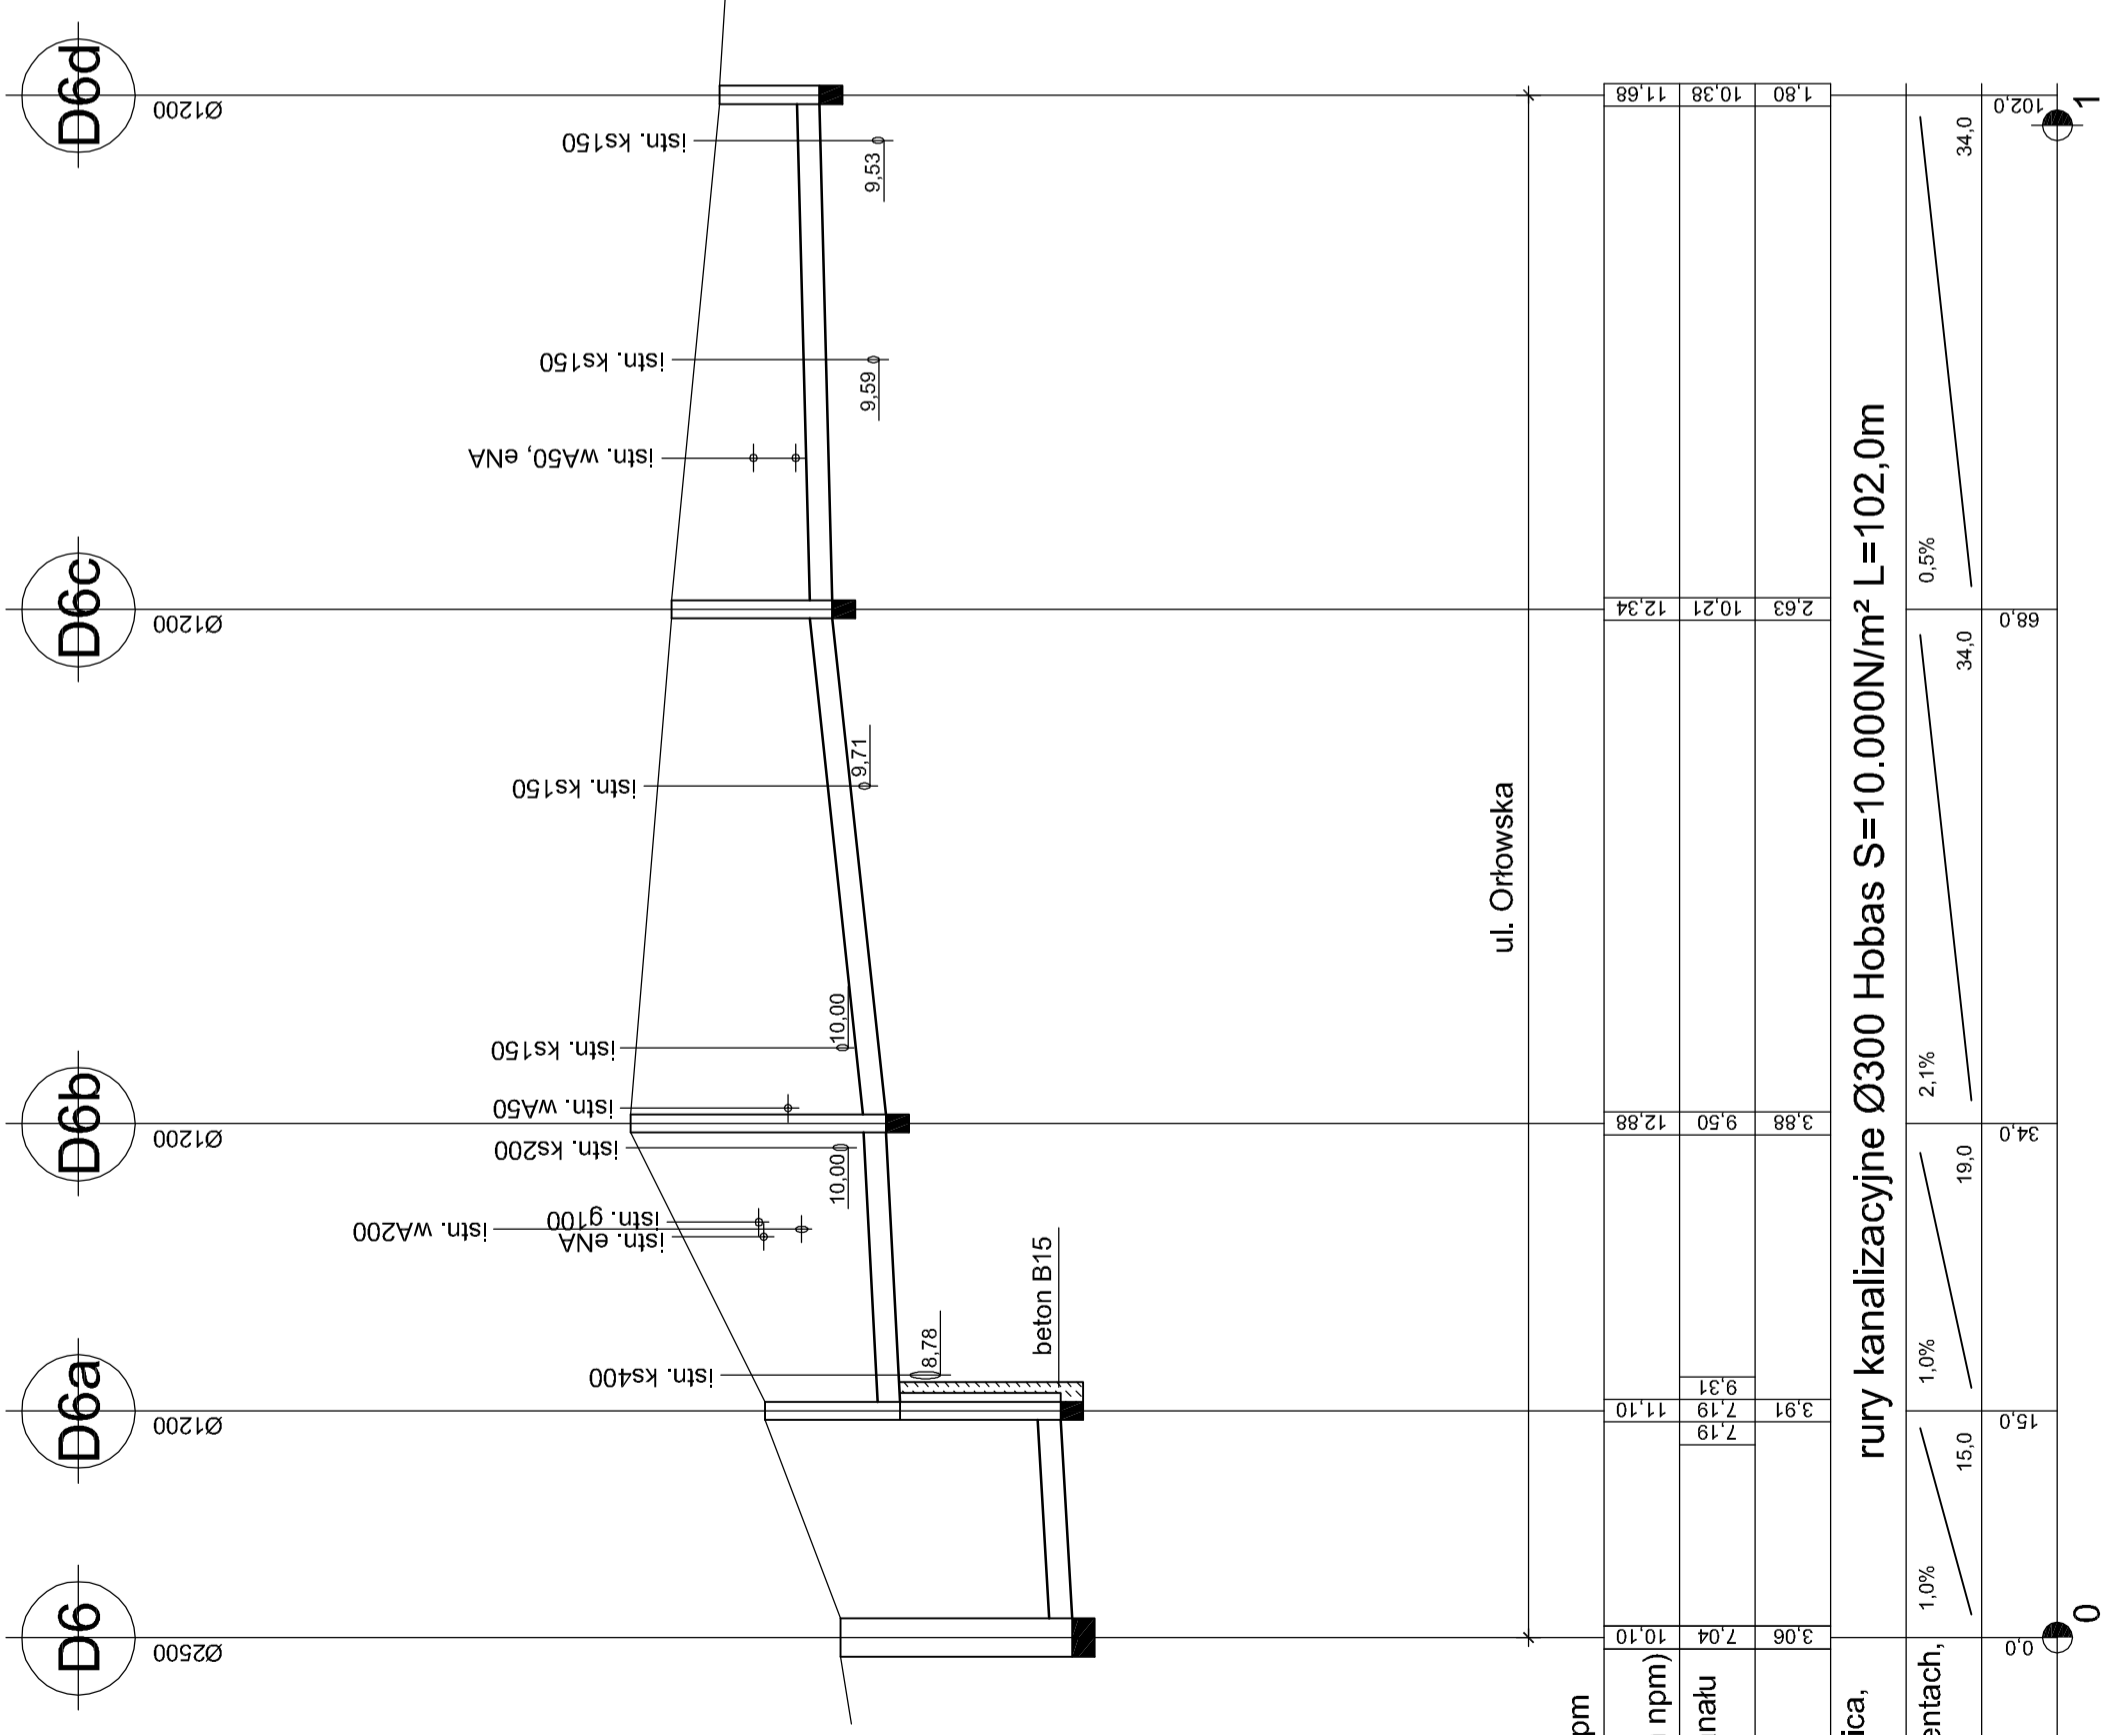 D6
D6a
D6b
D6c
D6d
Ø2500
Ø1200
Ø1200
Ø1200
Ø1200
istn. ks400
8,78
beton B15
istn. wA200
istn. g100
istn. eNA
istn. ks200
10,00
istn. wA50
istn. ks150
10,00
istn. ks150
9,71
istn. wA50, eNA
istn. ks150
9,59
istn. ks150
9,53
ul. Orłowska
pm
npm)
10,10
11,10
12,88
12,34
11,68
nału
7,04
7,19
7,19
9,31
9,50
10,21
10,38
3,06
3,91
3,88
2,63
1,80
ica,
rury kanalizacyjne Ø300 Hobas S=10.000N/m² L=102,0m
entach,
1,0%
15,0
1,0%
19,0
2,1%
34,0
0,5%
34,0
0,0
15,0
34,0
68,0
102,0
0
1